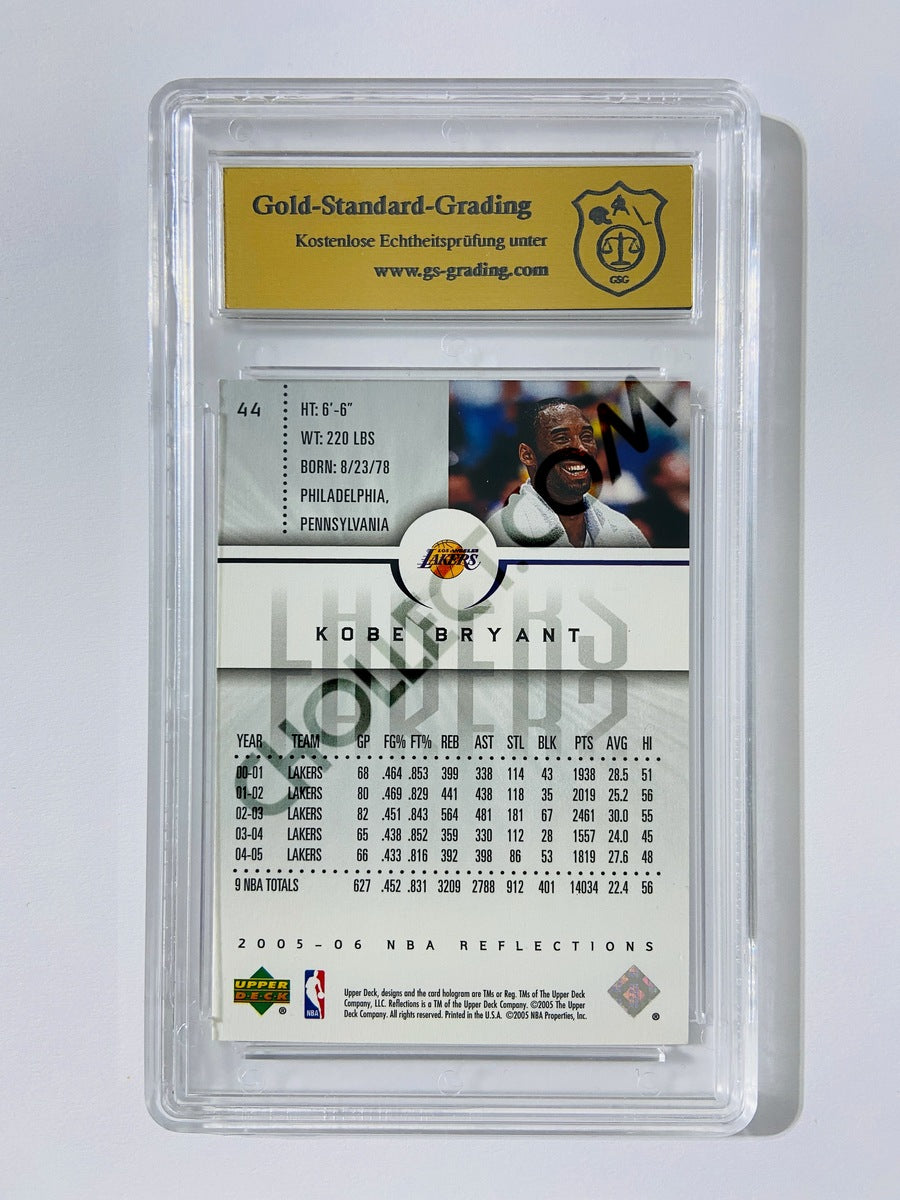 Gold-Standard-Grading
Kostenlose Echtheitsprüfung unter
www.gs-grading.com
GSG
44
HT: 6'-6"
WT: 220 LBS
BORN: 8/23/78
PHILADELPHIA,
PENNSYLVANIA
LOS ANGELES
LAKERS
LAKERS
KOBE BRYANT
CHOLLECT.COM
YEAR TEAM GP FG% FT% REB AST STL BLK PTS AVG HI
00-01 LAKERS 68 .464 .853 399 338 114 43 1938 28.5 51
01-02 LAKERS 80 .469 .829 441 438 118 35 2019 25.2 56
02-03 LAKERS 82 .451 .843 564 481 181 67 2461 30.0 55
03-04 LAKERS 65 .438 .852 359 330 112 28 1557 24.0 45
04-05 LAKERS 66 .433 .816 392 398 86 53 1819 27.6 48
9 NBA TOTALS 627 .452 .831 3209 2788 912 401 14034 22.4 56
2005-06 NBA REFLECTIONS
UPPER
DECK
®
NBA
Upper Deck, designs and the card hologram are TMs or Reg. TMs of The Upper Deck
Company, LLC. Reflections is a TM of the Upper Deck Company. ©2005 The Upper
Deck Company. All rights reserved. Printed in the U.S.A. ©2005 NBA Properties, Inc.
®